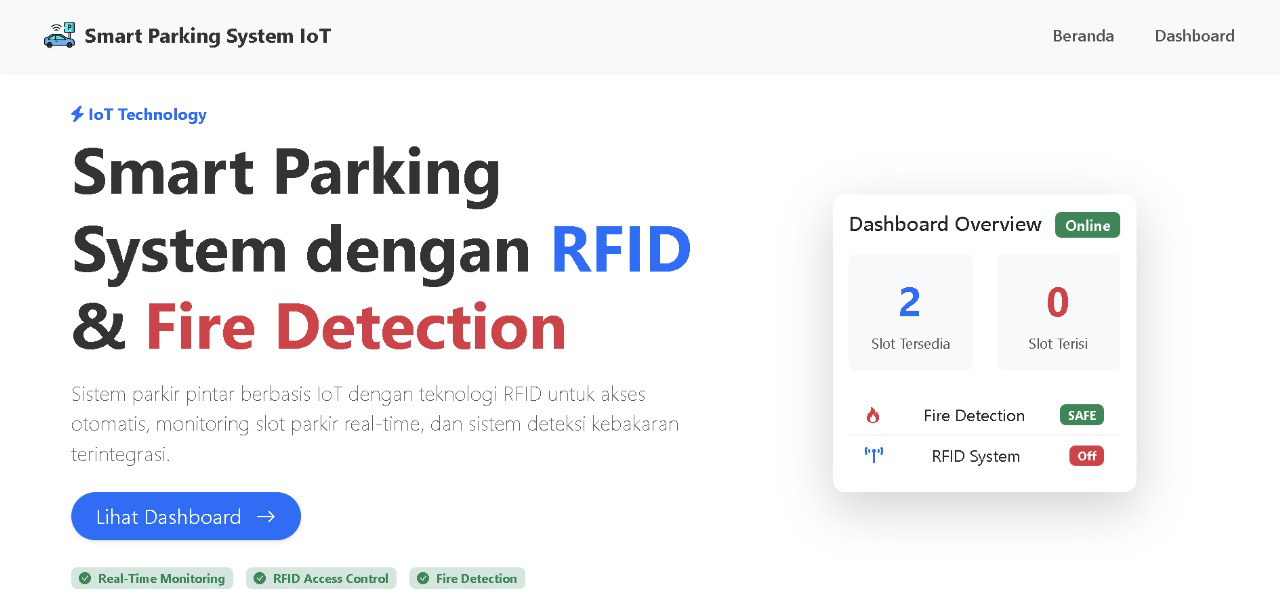 Smart Parking System IoT
Beranda
Dashboard
IoT Technology
Smart Parking
System dengan RFID
& Fire Detection
Sistem parkir pintar berbasis IoT dengan teknologi RFID untuk akses
otomatis, monitoring slot parkir real-time, dan sistem deteksi kebakaran
terintegrasi.
Lihat Dashboard
Real-Time Monitoring
RFID Access Control
Fire Detection
Dashboard Overview
Online
2
Slot Tersedia
0
Slot Terisi
Fire Detection
SAFE
RFID System
Off